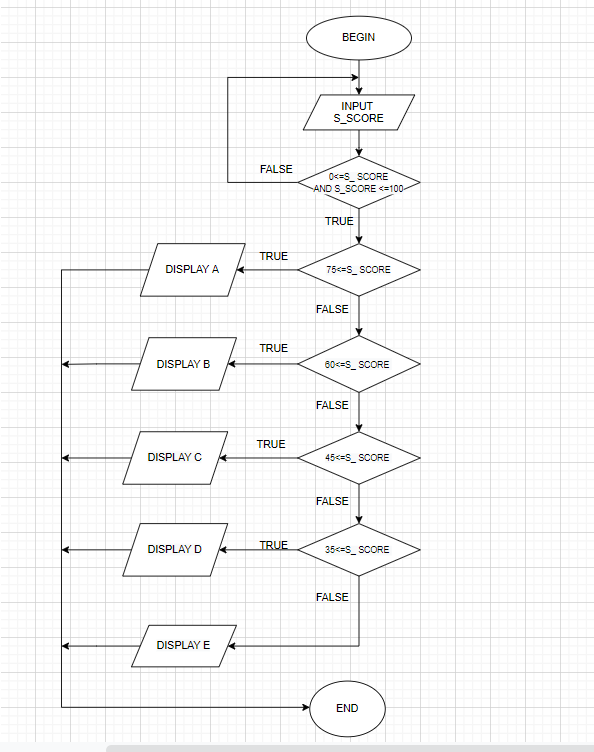 BEGIN
INPUT
S_SCORE
FALSE
0<=S_ SCORE
AND S_SCORE <=100
TRUE
DISPLAY A
TRUE
75<=S_ SCORE
FALSE
DISPLAY B
TRUE
60<=S_ SCORE
FALSE
DISPLAY C
TRUE
45<=S_ SCORE
FALSE
DISPLAY D
TRUE
35<=S_ SCORE
FALSE
DISPLAY E
END